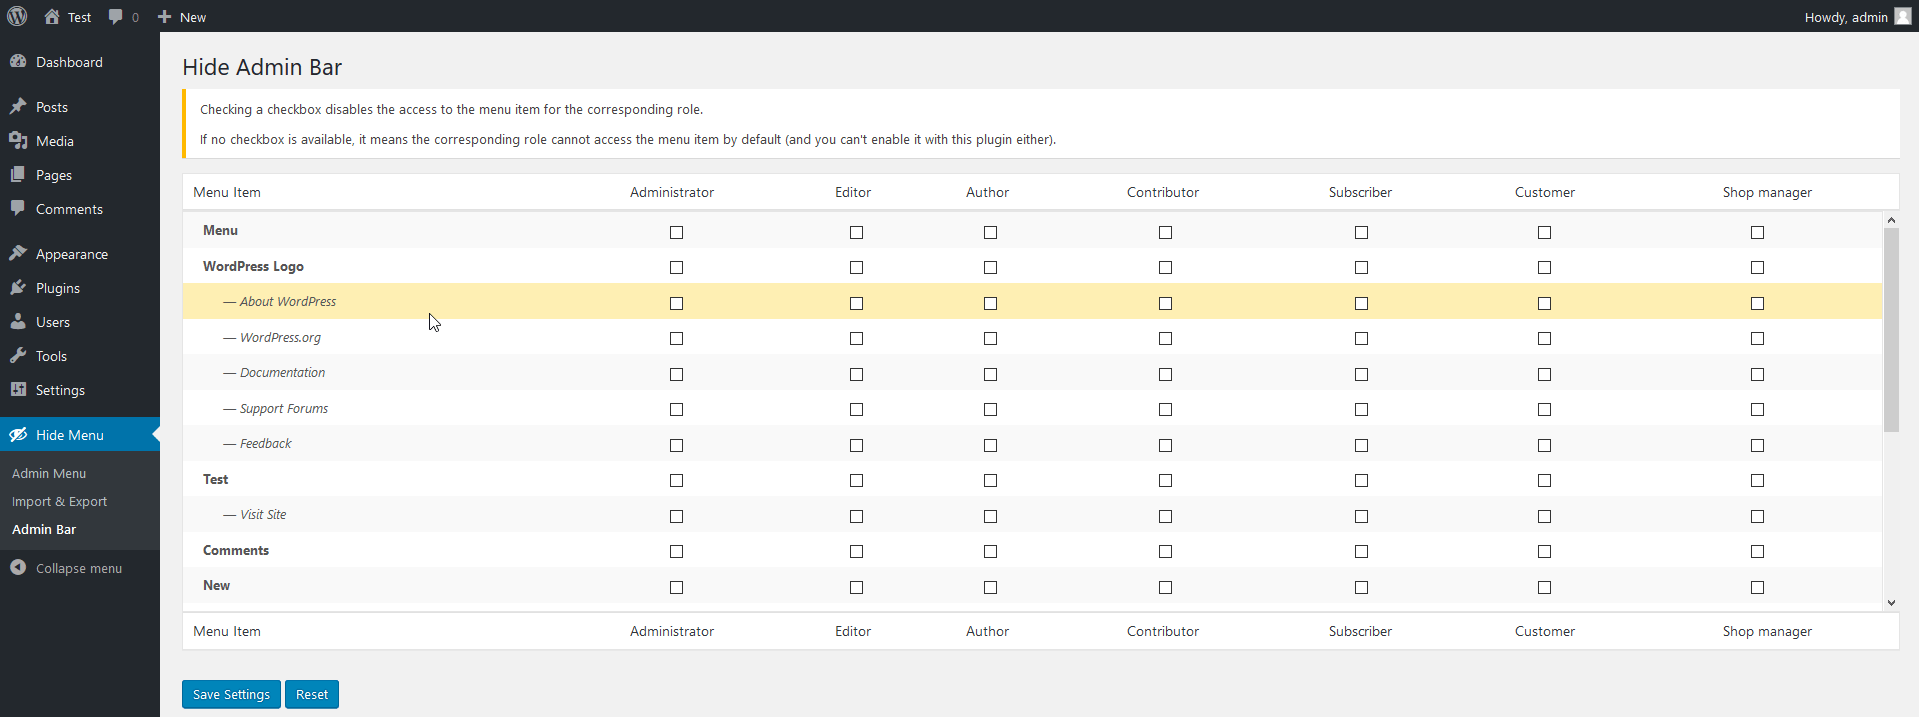 Test 0 New Howdy, admin
Dashboard
Posts
Media
Pages
Comments
Appearance
Plugins
Users
Tools
Settings
Hide Menu
Admin Menu
Import & Export
Admin Bar
Collapse menu
Hide Admin Bar
Checking a checkbox disables the access to the menu item for the corresponding role.
If no checkbox is available, it means the corresponding role cannot access the menu item by default (and you can't enable it with this plugin either).
Menu Item Administrator Editor Author Contributor Subscriber Customer Shop manager
Menu
WordPress Logo
— About WordPress
— WordPress.org
— Documentation
— Support Forums
— Feedback
Test
— Visit Site
Comments
New
Menu Item Administrator Editor Author Contributor Subscriber Customer Shop manager
Save Settings Reset